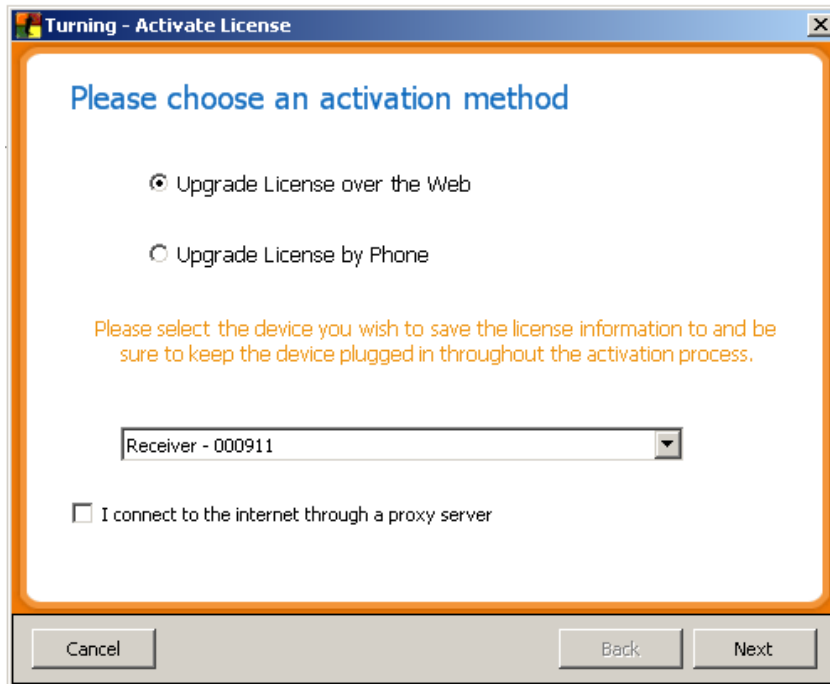 Turning - Activate License
Please choose an activation method
Upgrade License over the Web
Upgrade License by Phone
Please select the device you wish to save the license information to and be
sure to keep the device plugged in throughout the activation process.
Receiver - 000911
I connect to the internet through a proxy server
Cancel
Back
Next